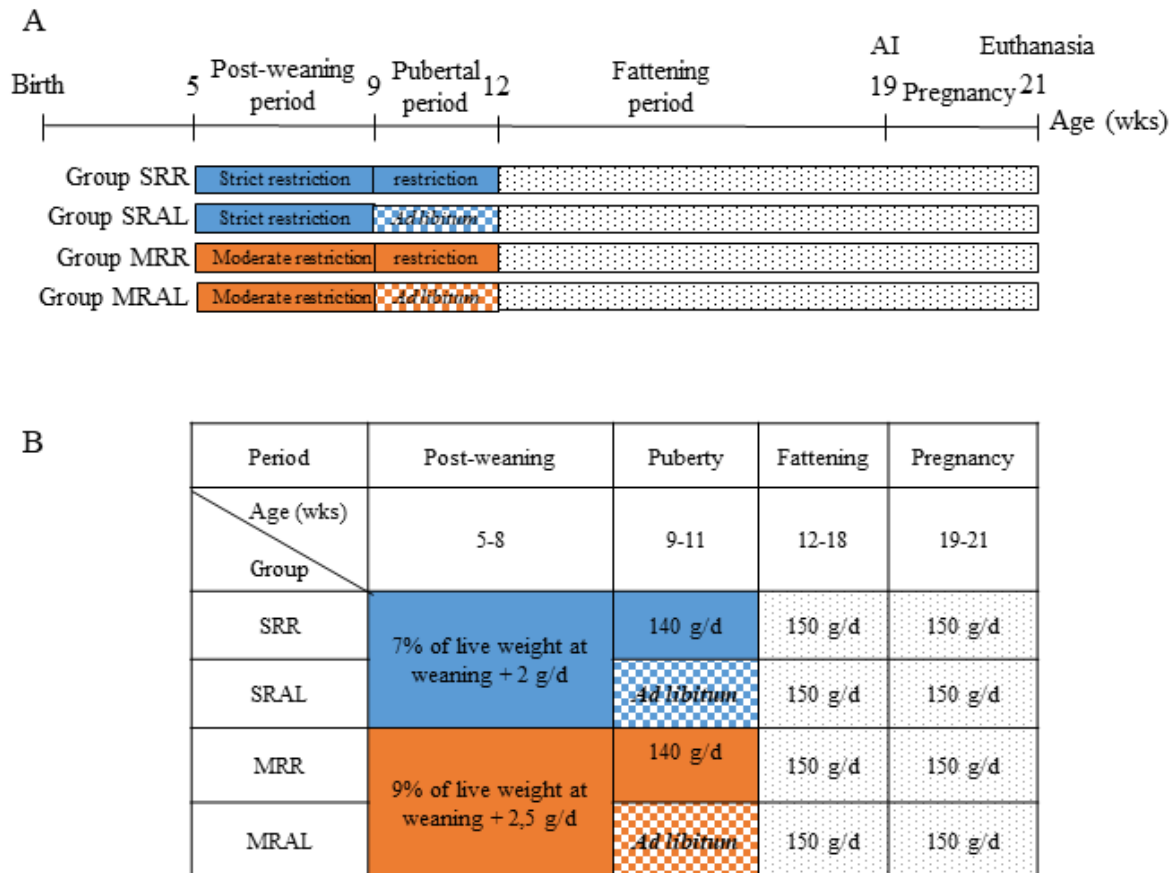 A
AI Euthanasia
Birth 5 Post-weaning period 9 Pubertal period 12 Fattening period 19 Pregnancy 21
Age (wks)
Group SRR Strict restriction restriction
Group SRAL Strict restriction Ad libitum
Group MRR Moderate restriction restriction
Group MRAL Moderate restriction Ad libitum
B
Period Post-weaning Puberty Fattening Pregnancy
Age (wks)
Group
5-8 9-11 12-18 19-21
SRR 7% of live weight at weaning + 2 g/d 140 g/d 150 g/d 150 g/d
SRAL Ad libitum 150 g/d 150 g/d
MRR 9% of live weight at weaning + 2,5 g/d 140 g/d 150 g/d 150 g/d
MRAL Ad libitum 150 g/d 150 g/d